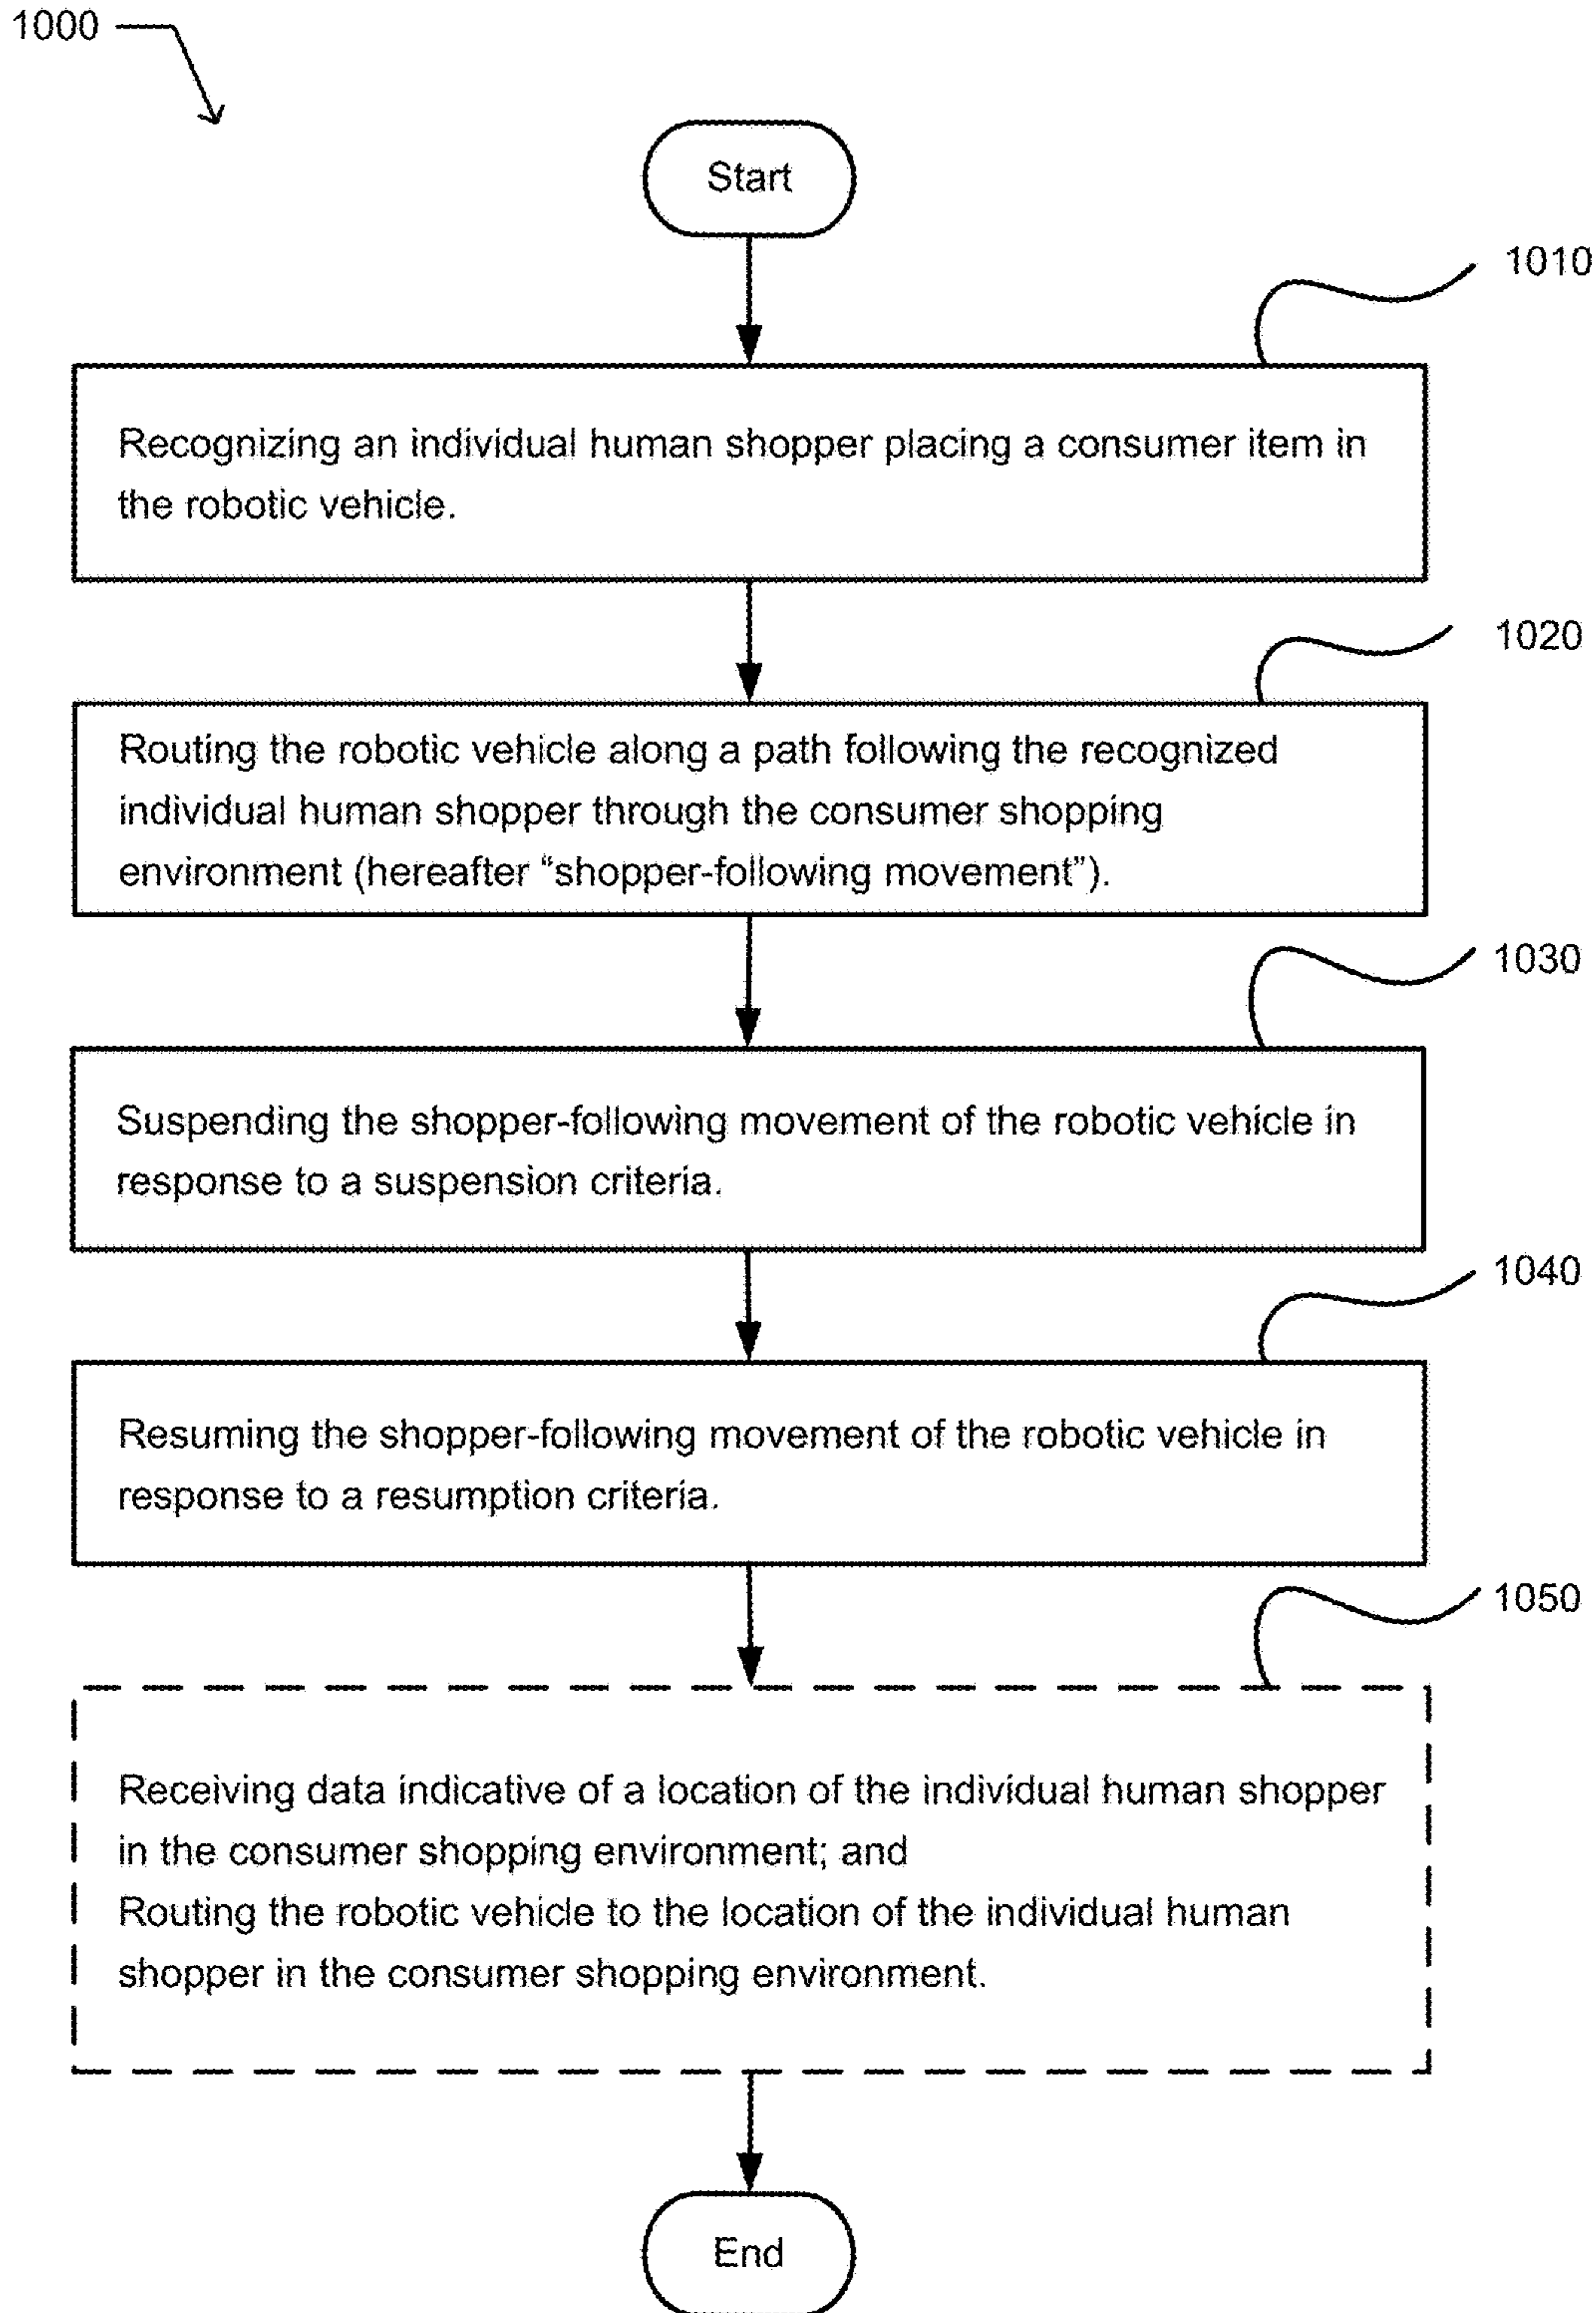 1000
Start
1010
Recognizing an individual human shopper placing a consumer item in
the robotic vehicle.
1020
Routing the robotic vehicle along a path following the recognized
individual human shopper through the consumer shopping
environment (hereafter “shopper-following movement”).
1030
Suspending the shopper-following movement of the robotic vehicle in
response to a suspension criteria.
1040
Resuming the shopper-following movement of the robotic vehicle in
response to a resumption criteria.
1050
Receiving data indicative of a location of the individual human shopper
in the consumer shopping environment; and
Routing the robotic vehicle to the location of the individual human
shopper in the consumer shopping environment.
End